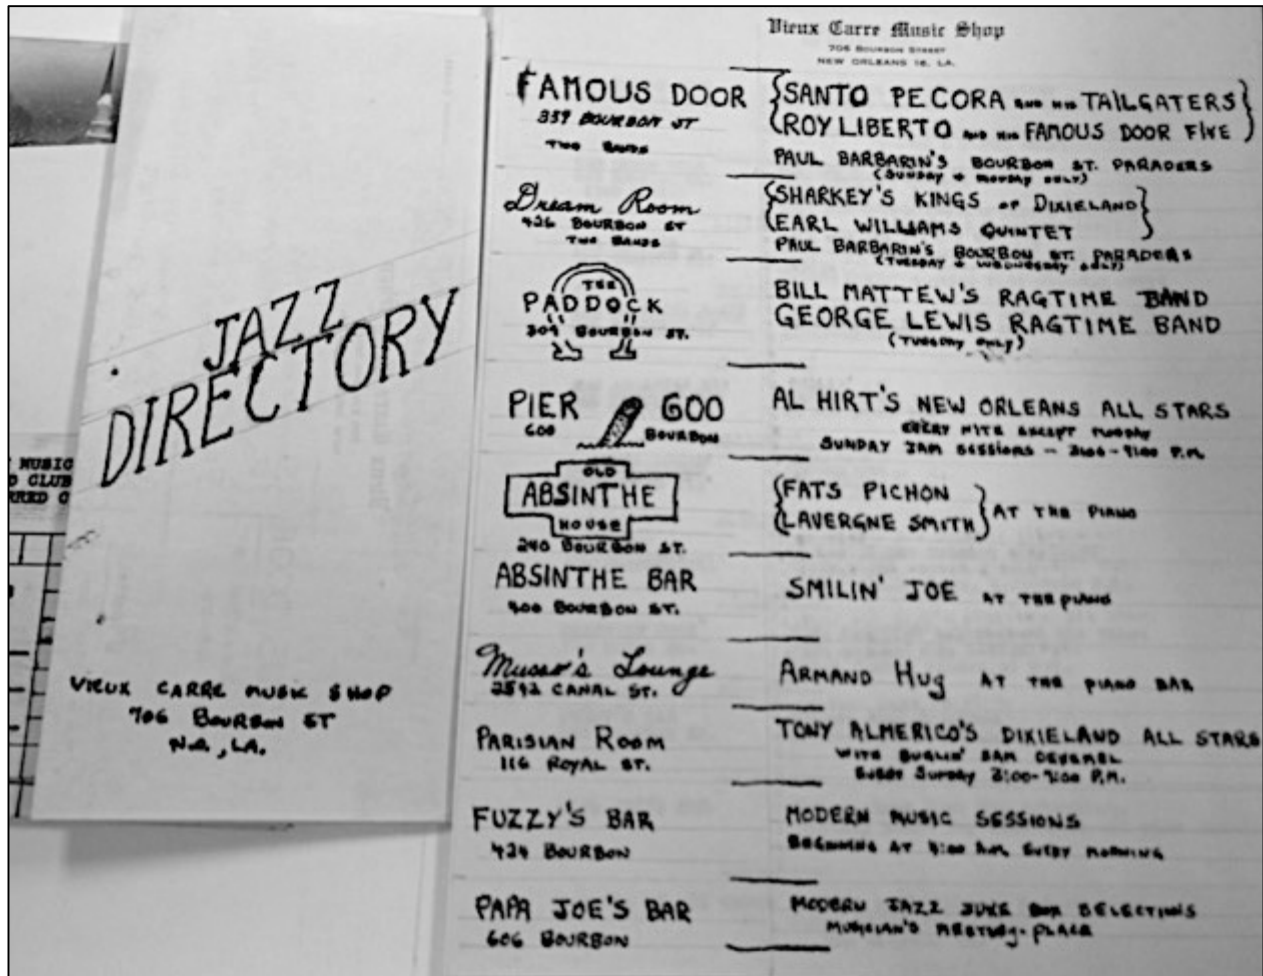 MUSIC
CLUB
JAZZ
DIRECTORY
VIEUX CARRE MUSIC SHOP
706 BOURBON ST
N.O., LA.
Vieux Carre Music Shop
706 BOURBON STREET
NEW ORLEANS 16, LA.
FAMOUS DOOR
339 BOURBON ST
TWO BANDS
{SANTO PECORA AND HIS TAILGATERS}
{ROY LIBERTO AND HIS FAMOUS DOOR FIVE}
PAUL BARBARIN'S BOURBON ST. PARADERS
(SUNDAY + MONDAY ONLY)
Dream Room
426 BOURBON ST
TWO BANDS
{SHARKEY'S KINGS OF DIXIELAND}
{EARL WILLIAMS QUINTET}
PAUL BARBARIN'S BOURBON ST. PARADERS
(TUESDAY + WEDNESDAY ONLY)
THE
PADDOCK
309 BOURBON ST.
BILL MATTEW'S RAGTIME BAND
GEORGE LEWIS RAGTIME BAND
(TUESDAY ONLY)
PIER 600
600 BOURBON
AL HIRT'S NEW ORLEANS ALL STARS
EVERY NITE EXCEPT TUESDAY
SUNDAY JAM SESSIONS - P.M.
OLD
ABSINTHE
HOUSE
240 BOURBON ST.
{FATS PICHON
{LAVERGNE SMITH} AT THE PIANO
ABSINTHE BAR
400 BOURBON ST.
SMILIN' JOE AT THE PIANO
Musso's Lounge
2542 CANAL ST.
ARMAND HUG AT THE PIANO BAR
PARISIAN ROOM
116 ROYAL ST.
TONY ALMERICO'S DIXIELAND ALL STARS
WITH
EVERY SUNDAY P.M.
FUZZY'S BAR
424 BOURBON
MODERN MUSIC SESSIONS
BEGINNING AT A.M. EVERY MORNING
PAPA JOE'S BAR
606 BOURBON
MODERN JAZZ JUKE BOX SELECTIONS
MUSICIAN'S MEETING-PLACE